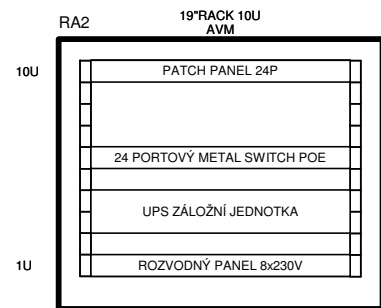 RA2
19"RACK 10U
AVM
10U
PATCH PANEL 24P
24 PORTOVÝ METAL SWITCH POE
UPS ZÁLOŽNÍ JEDNOTKA
1U
ROZVODNÝ PANEL 8x230V